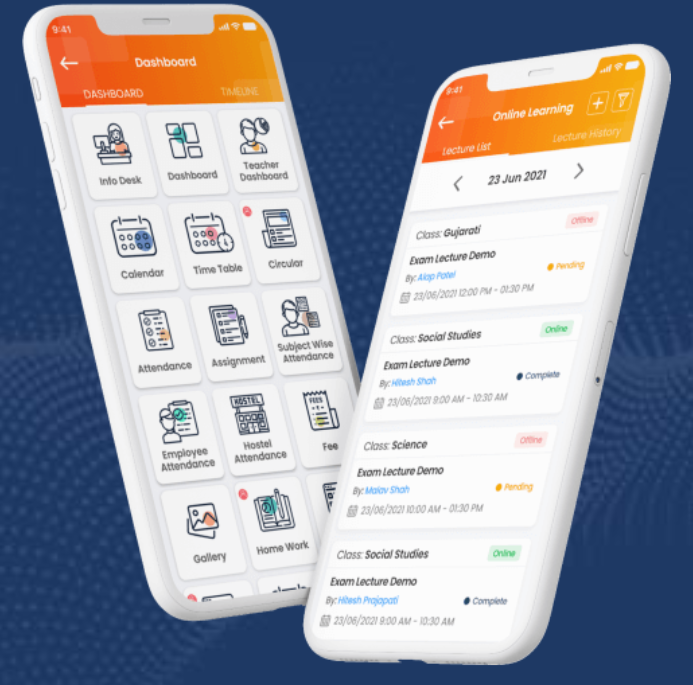 9:41
Dashboard
DASHBOARD
TIMELINE
Info Desk
Dashboard
Teacher
Dashboard
Calendar
Time Table
Circular
Attendance
Assignment
Subject Wise
Attendance
Employee
Attendance
HOSTEL
Hostel
Attendance
FEES
Fee
Gallery
Home Work
9:41
Online Learning
Lecture List
Lecture History
23 Jun 2021
Class: Gujarati
Offline
Exam Lecture Demo
By: Alap Patel
Pending
23/06/2021 12:00 PM - 01:30 PM
Class: Social Studies
Online
Exam Lecture Demo
By: Hitesh Shah
Complete
23/06/2021 9:00 AM - 10:30 AM
Class: Science
Offline
Exam Lecture Demo
By: Malav Shah
Pending
23/06/2021 10:00 AM - 01:30 PM
Class: Social Studies
Online
Exam Lecture Demo
By: Hitesh Prajapati
Complete
23/06/2021 9:00 AM - 10:30 AM